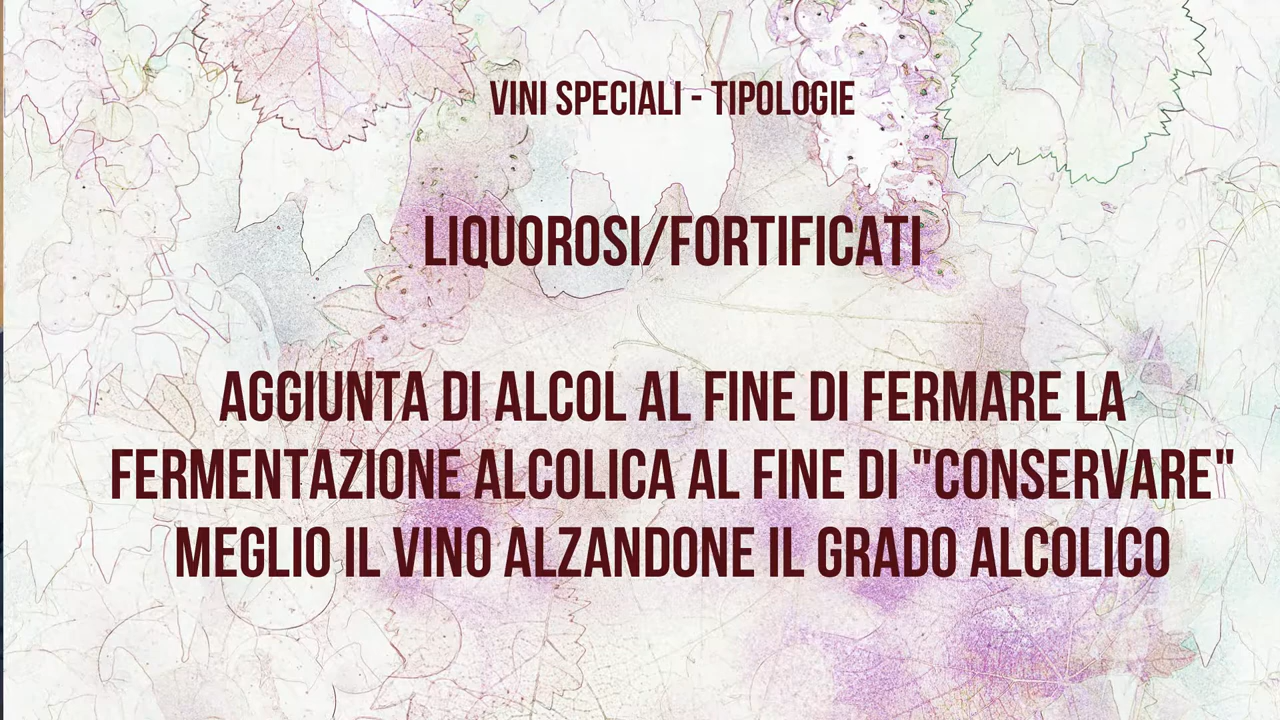 VINI SPECIALI - TIPOLOGIE
LIQUOROSI/FORTIFICATI
AGGIUNTA DI ALCOL AL FINE DI FERMARE LA
FERMENTAZIONE ALCOLICA AL FINE DI "CONSERVARE"
MEGLIO IL VINO ALZANDONE IL GRADO ALCOLICO